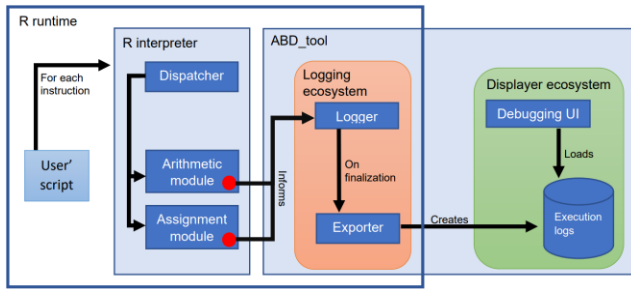 R runtime
R interpreter
ABD_tool
For each
instruction
Dispatcher
Logging
ecosystem
Displayer ecosystem
Logger
Debugging UI
User'
script
Arithmetic
module
On
finalization
Loads
Informs
Assignment
module
Exporter
Creates
Execution
logs